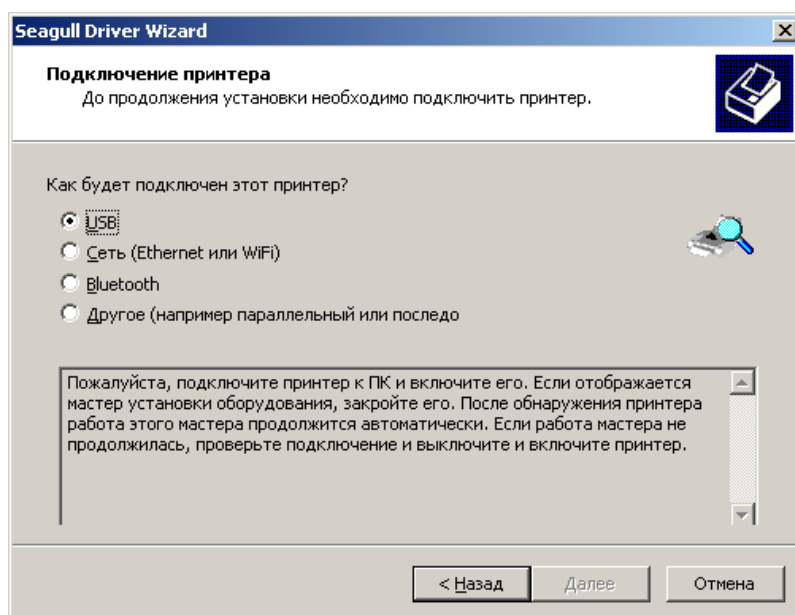 Seagull Driver Wizard
Подключение принтера
До продолжения установки необходимо подключить принтер.
Как будет подключен этот принтер?
USB
Сеть (Ethernet или WiFi)
Bluetooth
Другое (например параллельный или последо
Пожалуйста, подключите принтер к ПК и включите его. Если отображается
мастер установки оборудования, закройте его. После обнаружения принтера
работа этого мастера продолжится автоматически. Если работа мастера не
продолжилась, проверьте подключение и выключите и включите принтер.
< Назад
Далее
Отмена